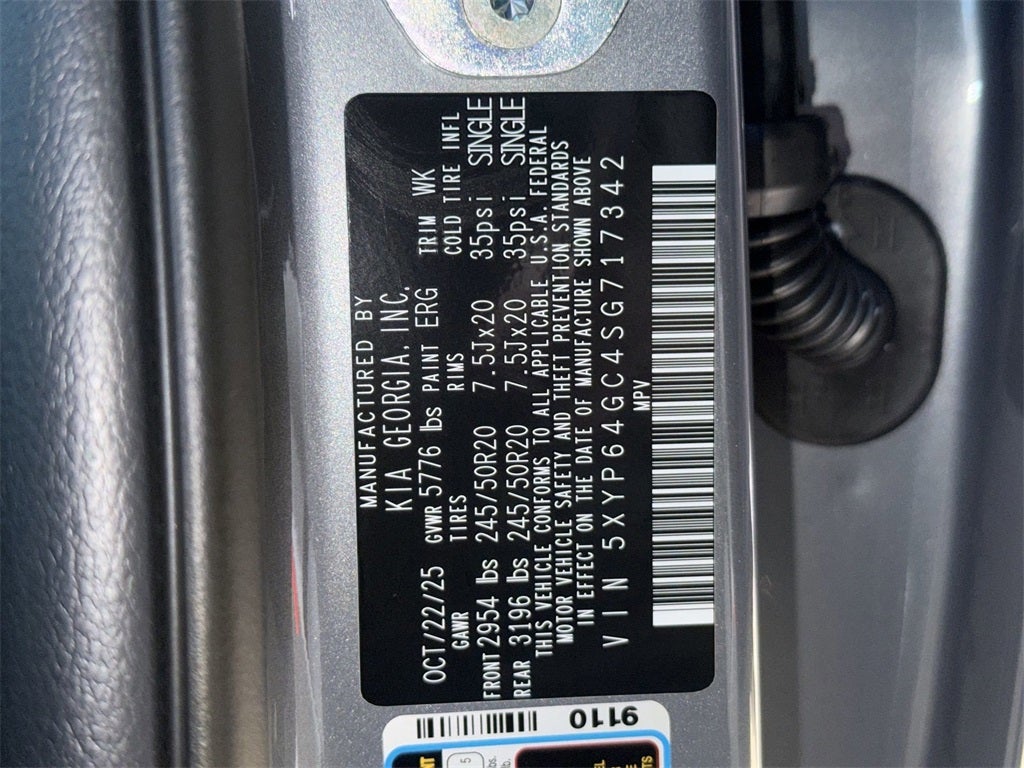 MANUFACTURED BY
KIA GEORGIA, INC.
OCT/22/25 GVWR 5776 lbs PAINT ERG TRIM WK
GAWR TIRES RIMS COLD TIRE INFL
FRONT 2954 lbs 245/50R20 7.5Jx20 35psi SINGLE
REAR 3196 lbs 245/50R20 7.5Jx20 35psi SINGLE
THIS VEHICLE CONFORMS TO ALL APPLICABLE U.S.A. FEDERAL
MOTOR VEHICLE SAFETY AND THEFT PREVENTION STANDARDS
IN EFFECT ON THE DATE OF MANUFACTURE SHOWN ABOVE
VIN 5XYP64GC4SG717342
MPV
9110
5